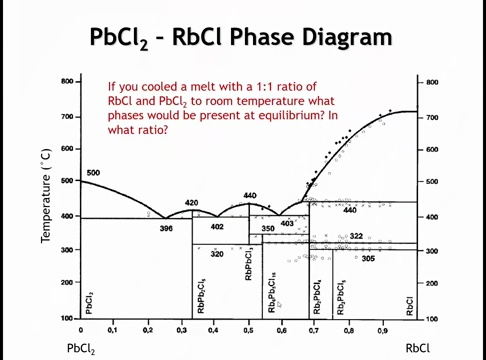 PbCl₂ – RbCl Phase Diagram
If you cooled a melt with a 1:1 ratio of
RbCl and PbCl₂ to room temperature what
phases would be present at equilibrium? In
what ratio?
800
700
600
500
400
300
200
100
Temperature (°C)
500
396
420
402
440
403
350
320
440
322
305
PbCl₂
RbPb₂Cl₅
RbPbCl₃
Rb₂PbCl₄
RbCl
800
700
600
500
400
300
200
100
0 0,1 0,2 0,3 0,4 0,5 0,6 0,7 0,8 0,9
PbCl₂
RbCl